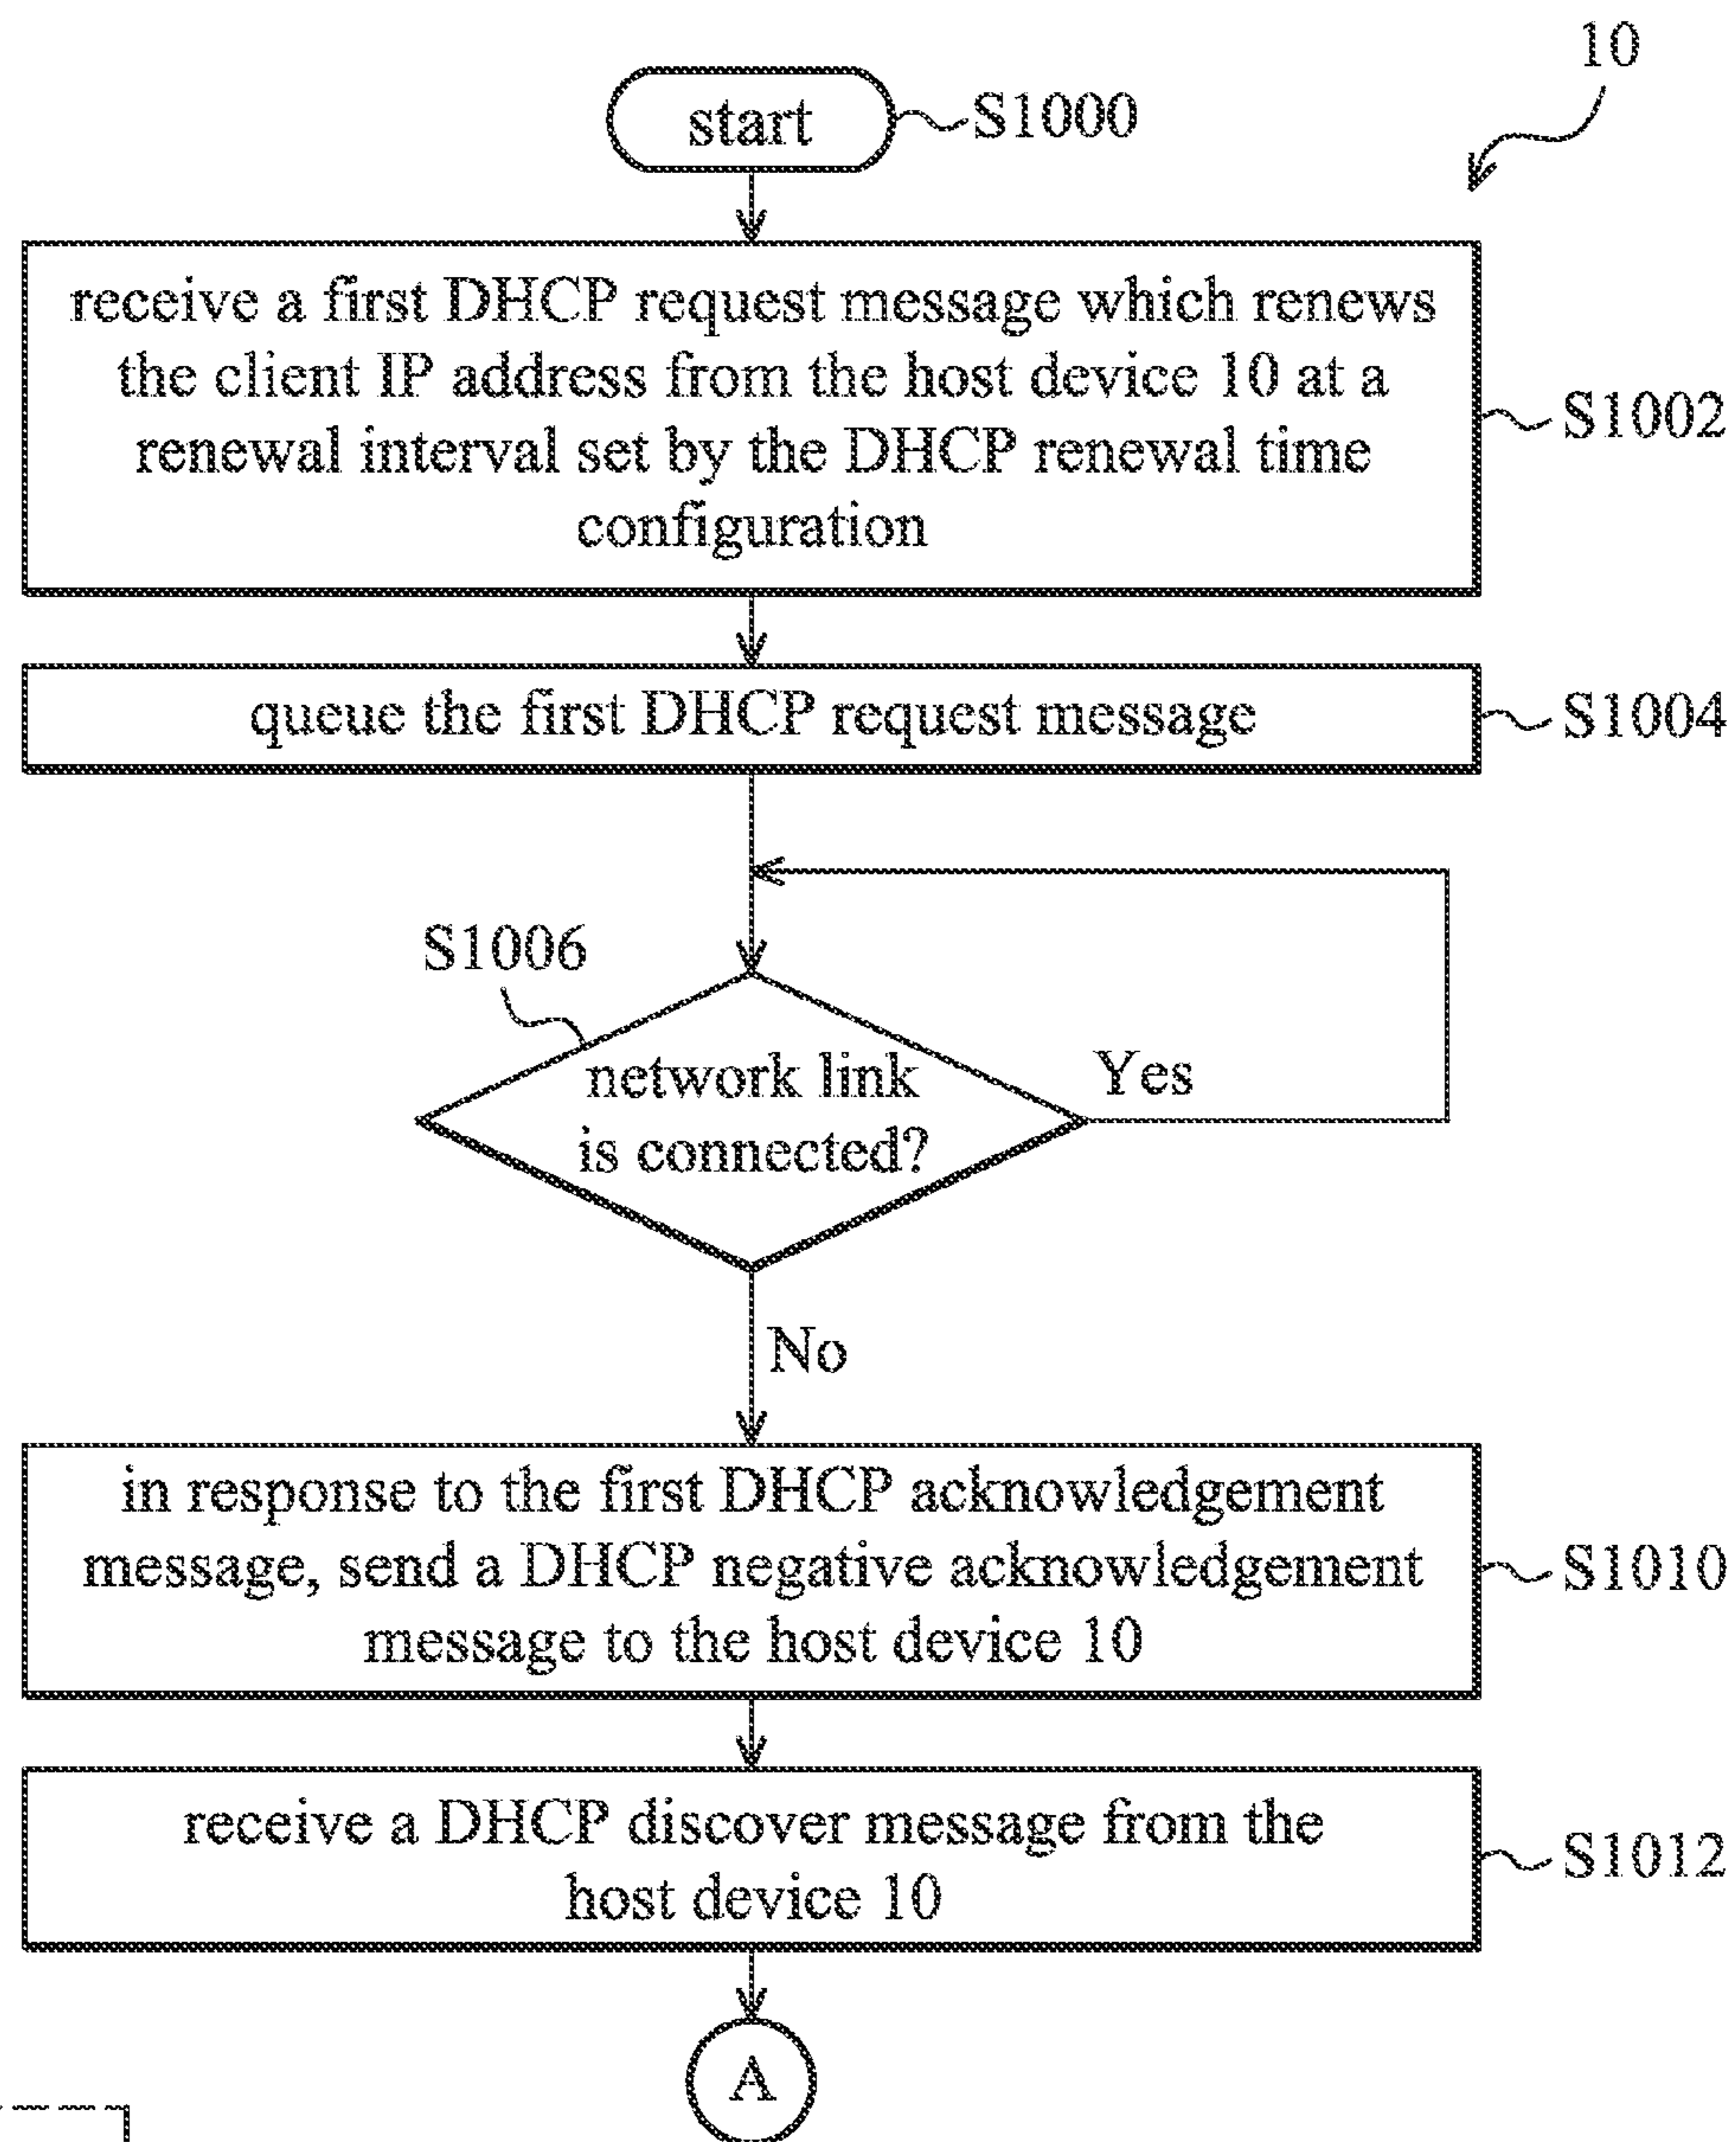 10
start
S1000
receive a first DHCP request message which renews
the client IP address from the host device 10 at a
renewal interval set by the DHCP renewal time
configuration
S1002
queue the first DHCP request message
S1004
S1006
network link
is connected?
Yes
No
in response to the first DHCP acknowledgement
message, send a DHCP negative acknowledgement
message to the host device 10
S1010
receive a DHCP discover message from the
host device 10
S1012
A